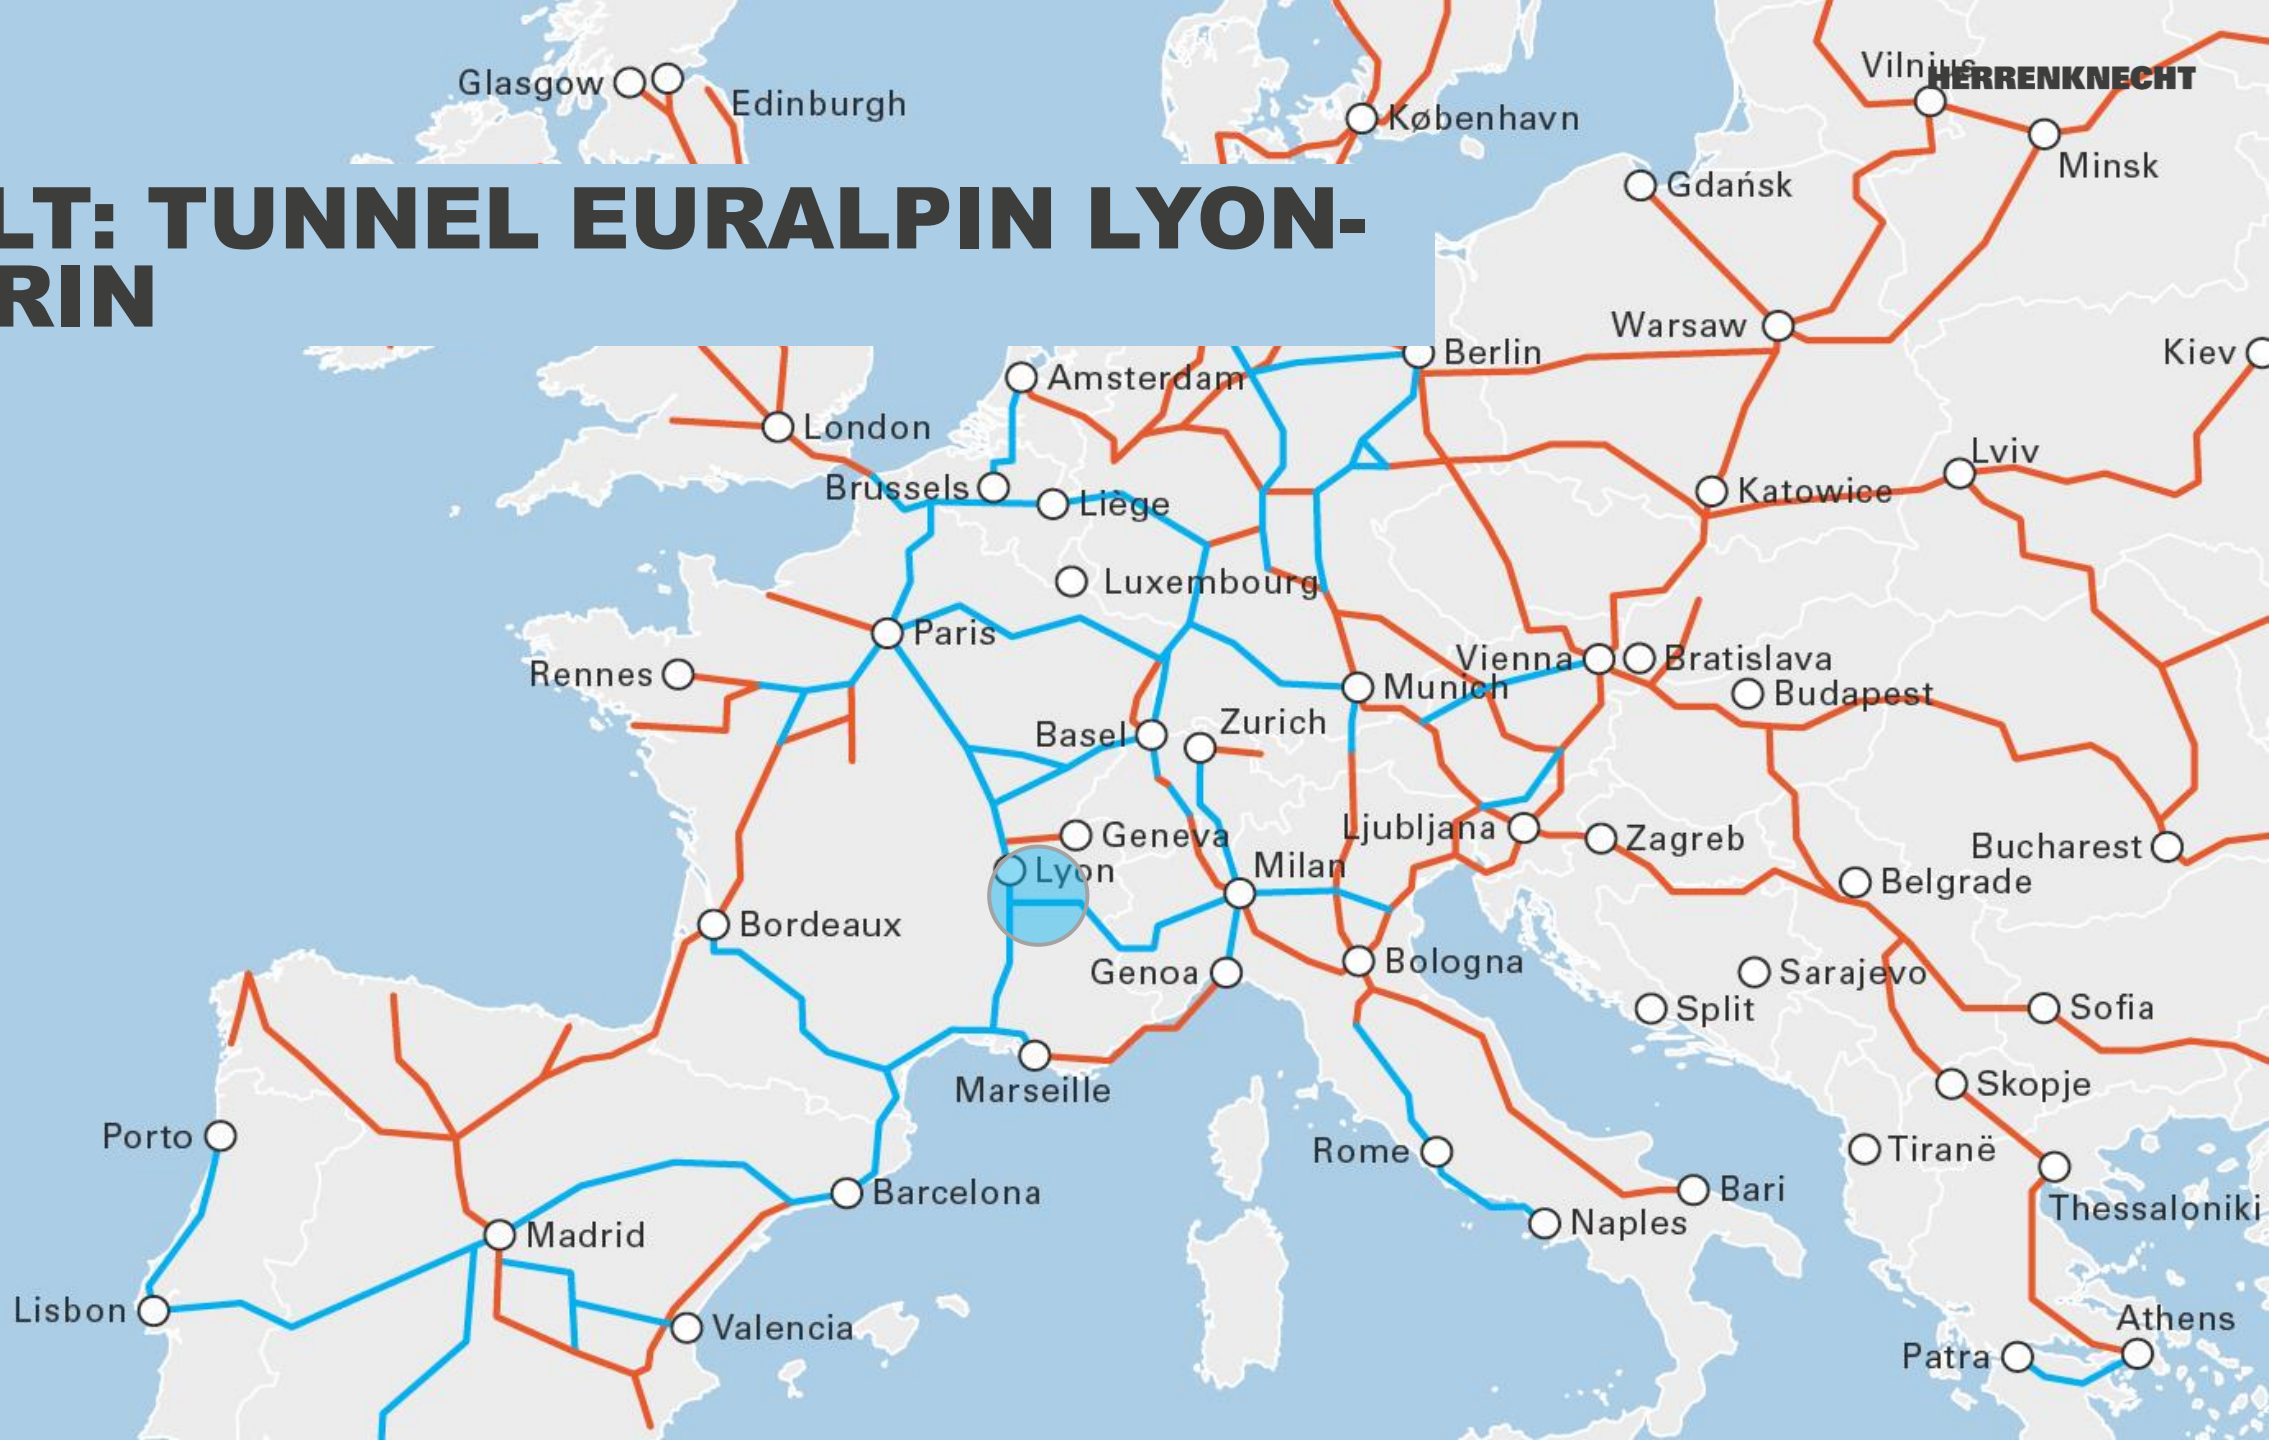 Glasgow
Edinburgh
København
Vilnius
HERRENKNECHT
Minsk
Gdańsk
LT: TUNNEL EURALPIN LYON-
RIN
Warsaw
Kiev
Berlin
Amsterdam
London
Lviv
Brussels
Liège
Katowice
Luxembourg
Paris
Rennes
Vienna
Bratislava
Munich
Budapest
Basel
Zurich
Geneva
Ljubljana
Zagreb
Bucharest
Lyon
Milan
Belgrade
Bordeaux
Genoa
Bologna
Sarajevo
Split
Sofia
Marseille
Skopje
Porto
Rome
Tiranë
Barcelona
Bari
Thessaloniki
Madrid
Naples
Lisbon
Valencia
Athens
Patra